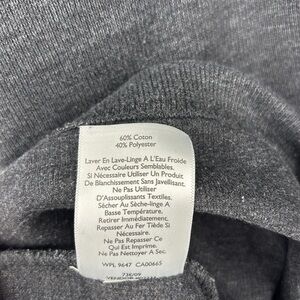 60% Coton
40% Polyester
Laver En Lave-Linge A L'Eau Froide
Avec Couleurs Semblables.
Si Nécessaire Utiliser Un Produit
De Blanchissement Sans Javellisant.
Ne Pas Utiliser
D'Assouplissants Textiles.
Sécher Au Sèche-linge A
Basse Température,
Retirer Immédiatement.
Repasser Au Fer Tiède Si
Nécessaire.
Ne Pas Repasser Ce
Qui Est Imprime.
Ne Pas Nettoyer A Sec.
WPL 9647 CA00665